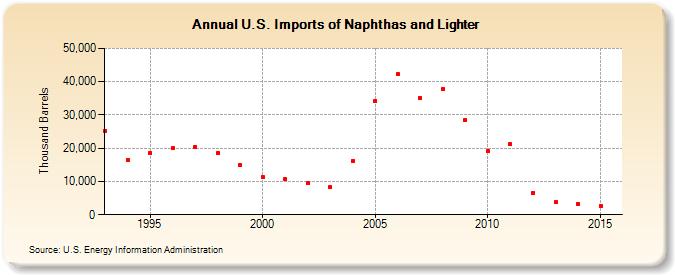 Annual U.S. Imports of Naphthas and Lighter
Thousand Barrels
50,000
40,000
30,000
20,000
10,000
0
1995 2000 2005 2010 2015
Source: U.S. Energy Information Administration